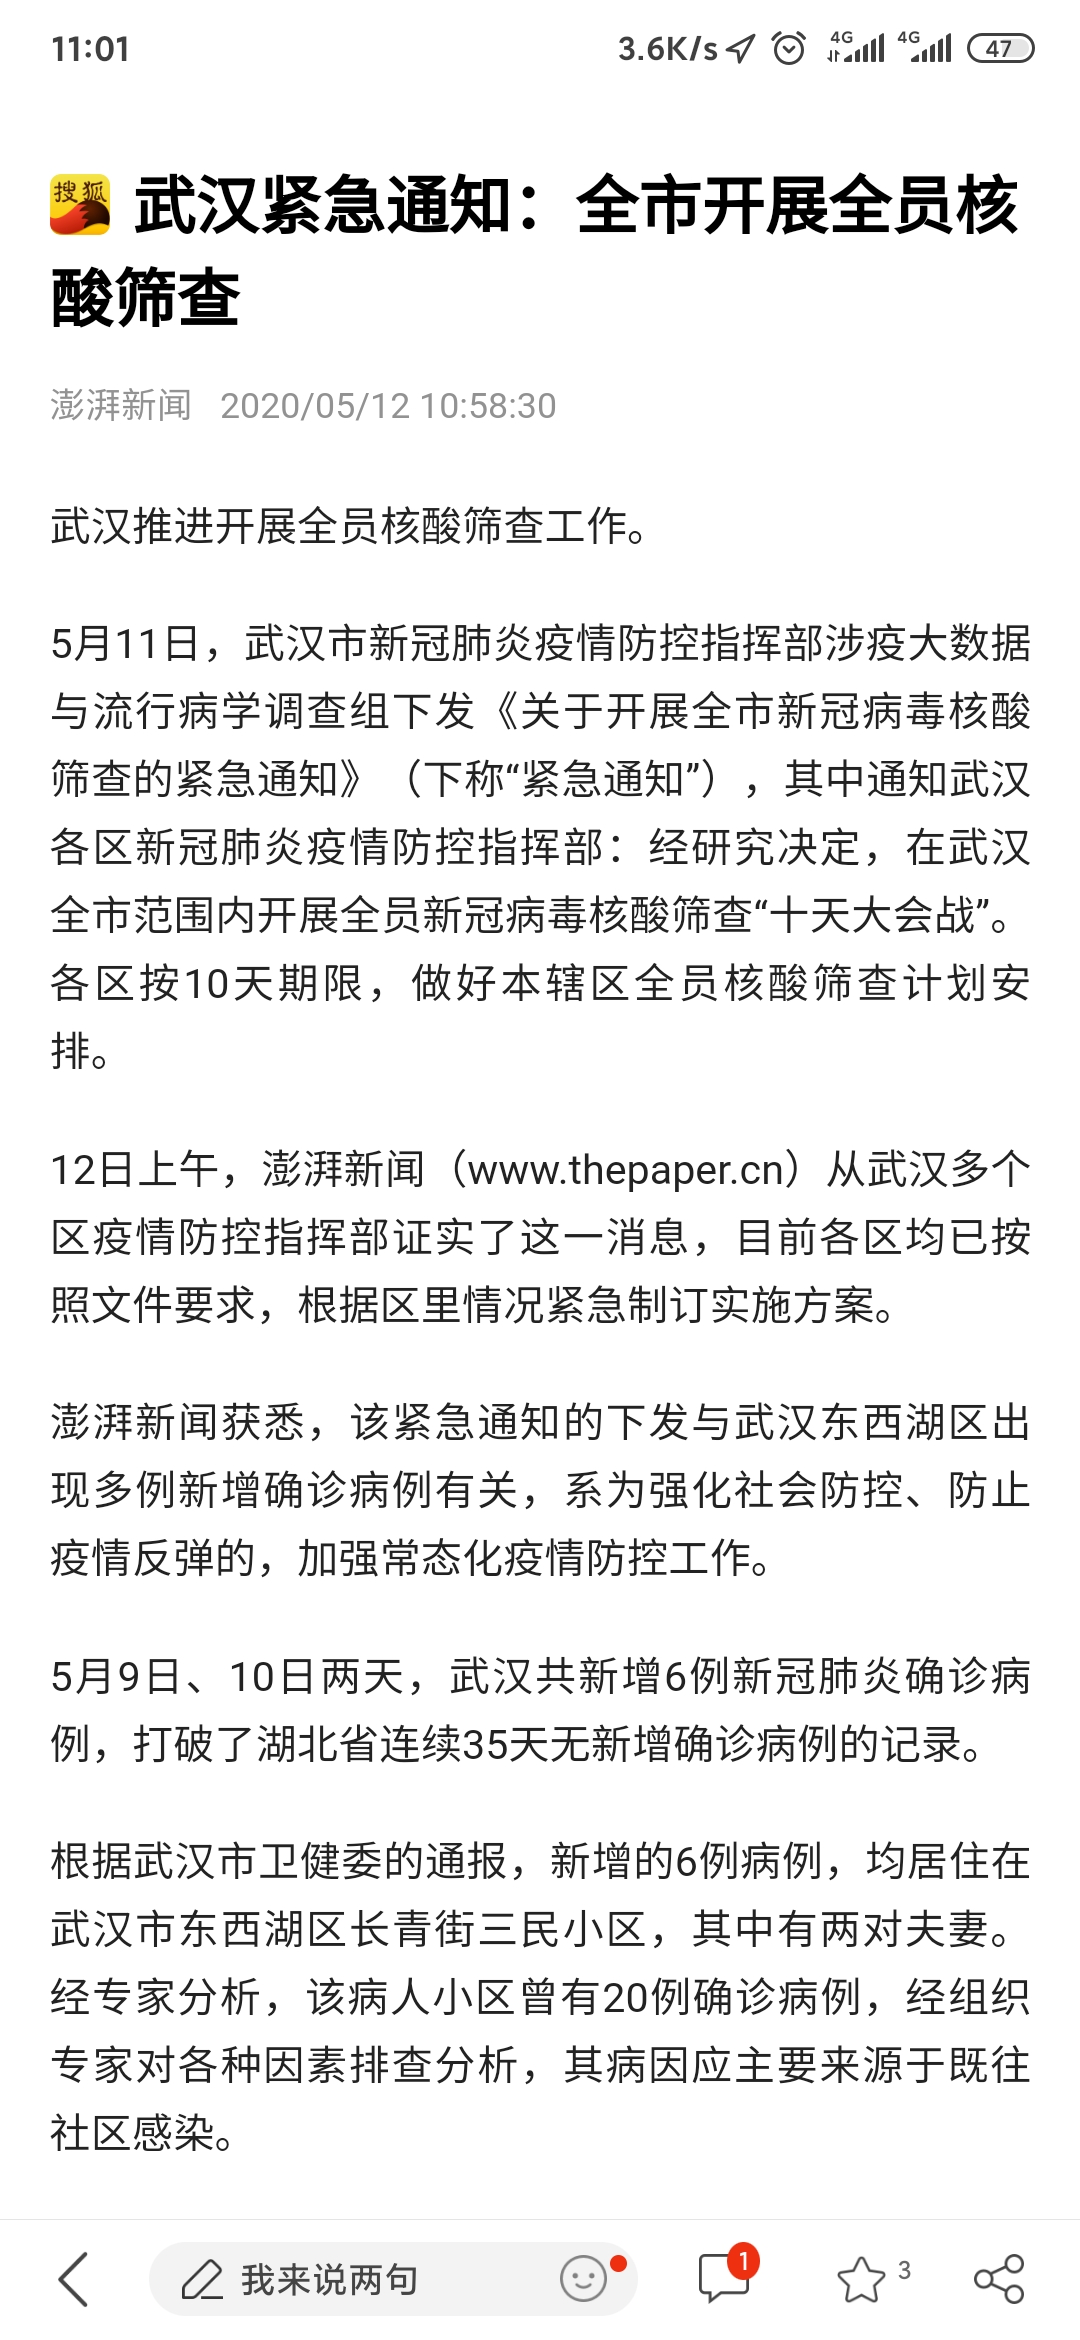 11:01
3.6K/s 4G 4G 47
搜狐 武汉紧急通知：全市开展全员核
酸筛查
澎湃新闻 2020/05/12 10:58:30
武汉推进开展全员核酸筛查工作。
5月11日，武汉市新冠肺炎疫情防控指挥部涉疫大数据
与流行病学调查组下发《关于开展全市新冠病毒核酸
筛查的紧急通知》（下称“紧急通知”），其中通知武汉
各区新冠肺炎疫情防控指挥部：经研究决定，在武汉
全市范围内开展全员新冠病毒核酸筛查“十天大会战”。
各区按10天期限，做好本辖区全员核酸筛查计划安
排。
12日上午，澎湃新闻（www.thepaper.cn）从武汉多个
区疫情防控指挥部证实了这一消息，目前各区均已按
照文件要求，根据区里情况紧急制订实施方案。
澎湃新闻获悉，该紧急通知的下发与武汉东西湖区出
现多例新增确诊病例有关，系为强化社会防控、防止
疫情反弹的，加强常态化疫情防控工作。
5月9日、10日两天，武汉共新增6例新冠肺炎确诊病
例，打破了湖北省连续35天无新增确诊病例的记录。
根据武汉市卫健委的通报，新增的6例病例，均居住在
武汉市东西湖区长青街三民小区，其中有两对夫妻。
经专家分析，该病人小区曾有20例确诊病例，经组织
专家对各种因素排查分析，其病因应主要来源于既往
社区感染。
我来说两句 1 3